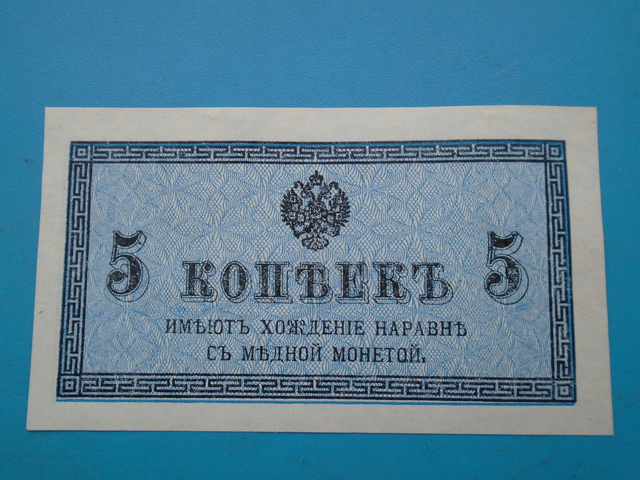 5 КОПѢЕКЪ 5
ИМѢЮТЪ ХОЖДЕНІЕ НАРАВНѢ
СЪ МѢДНОЙ МОНЕТОЙ.